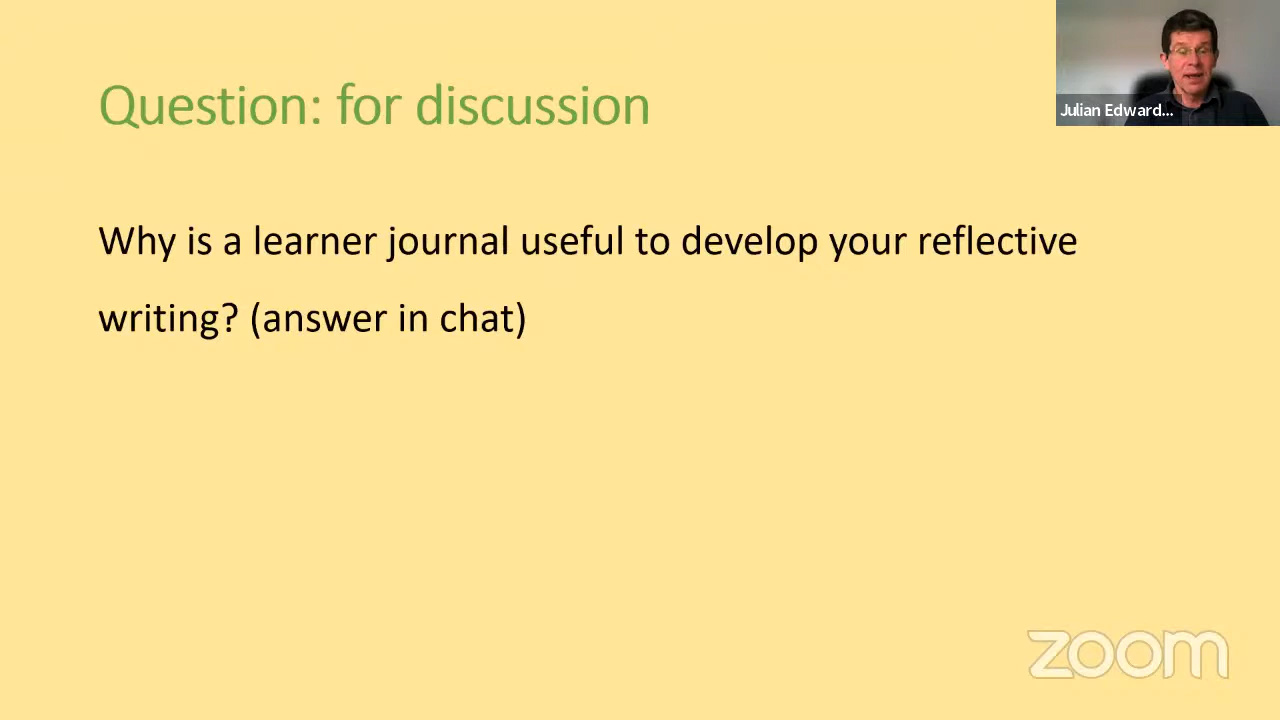 Question: for discussion
Julian Edward...
Why is a learner journal useful to develop your reflective
writing? (answer in chat)
zoom